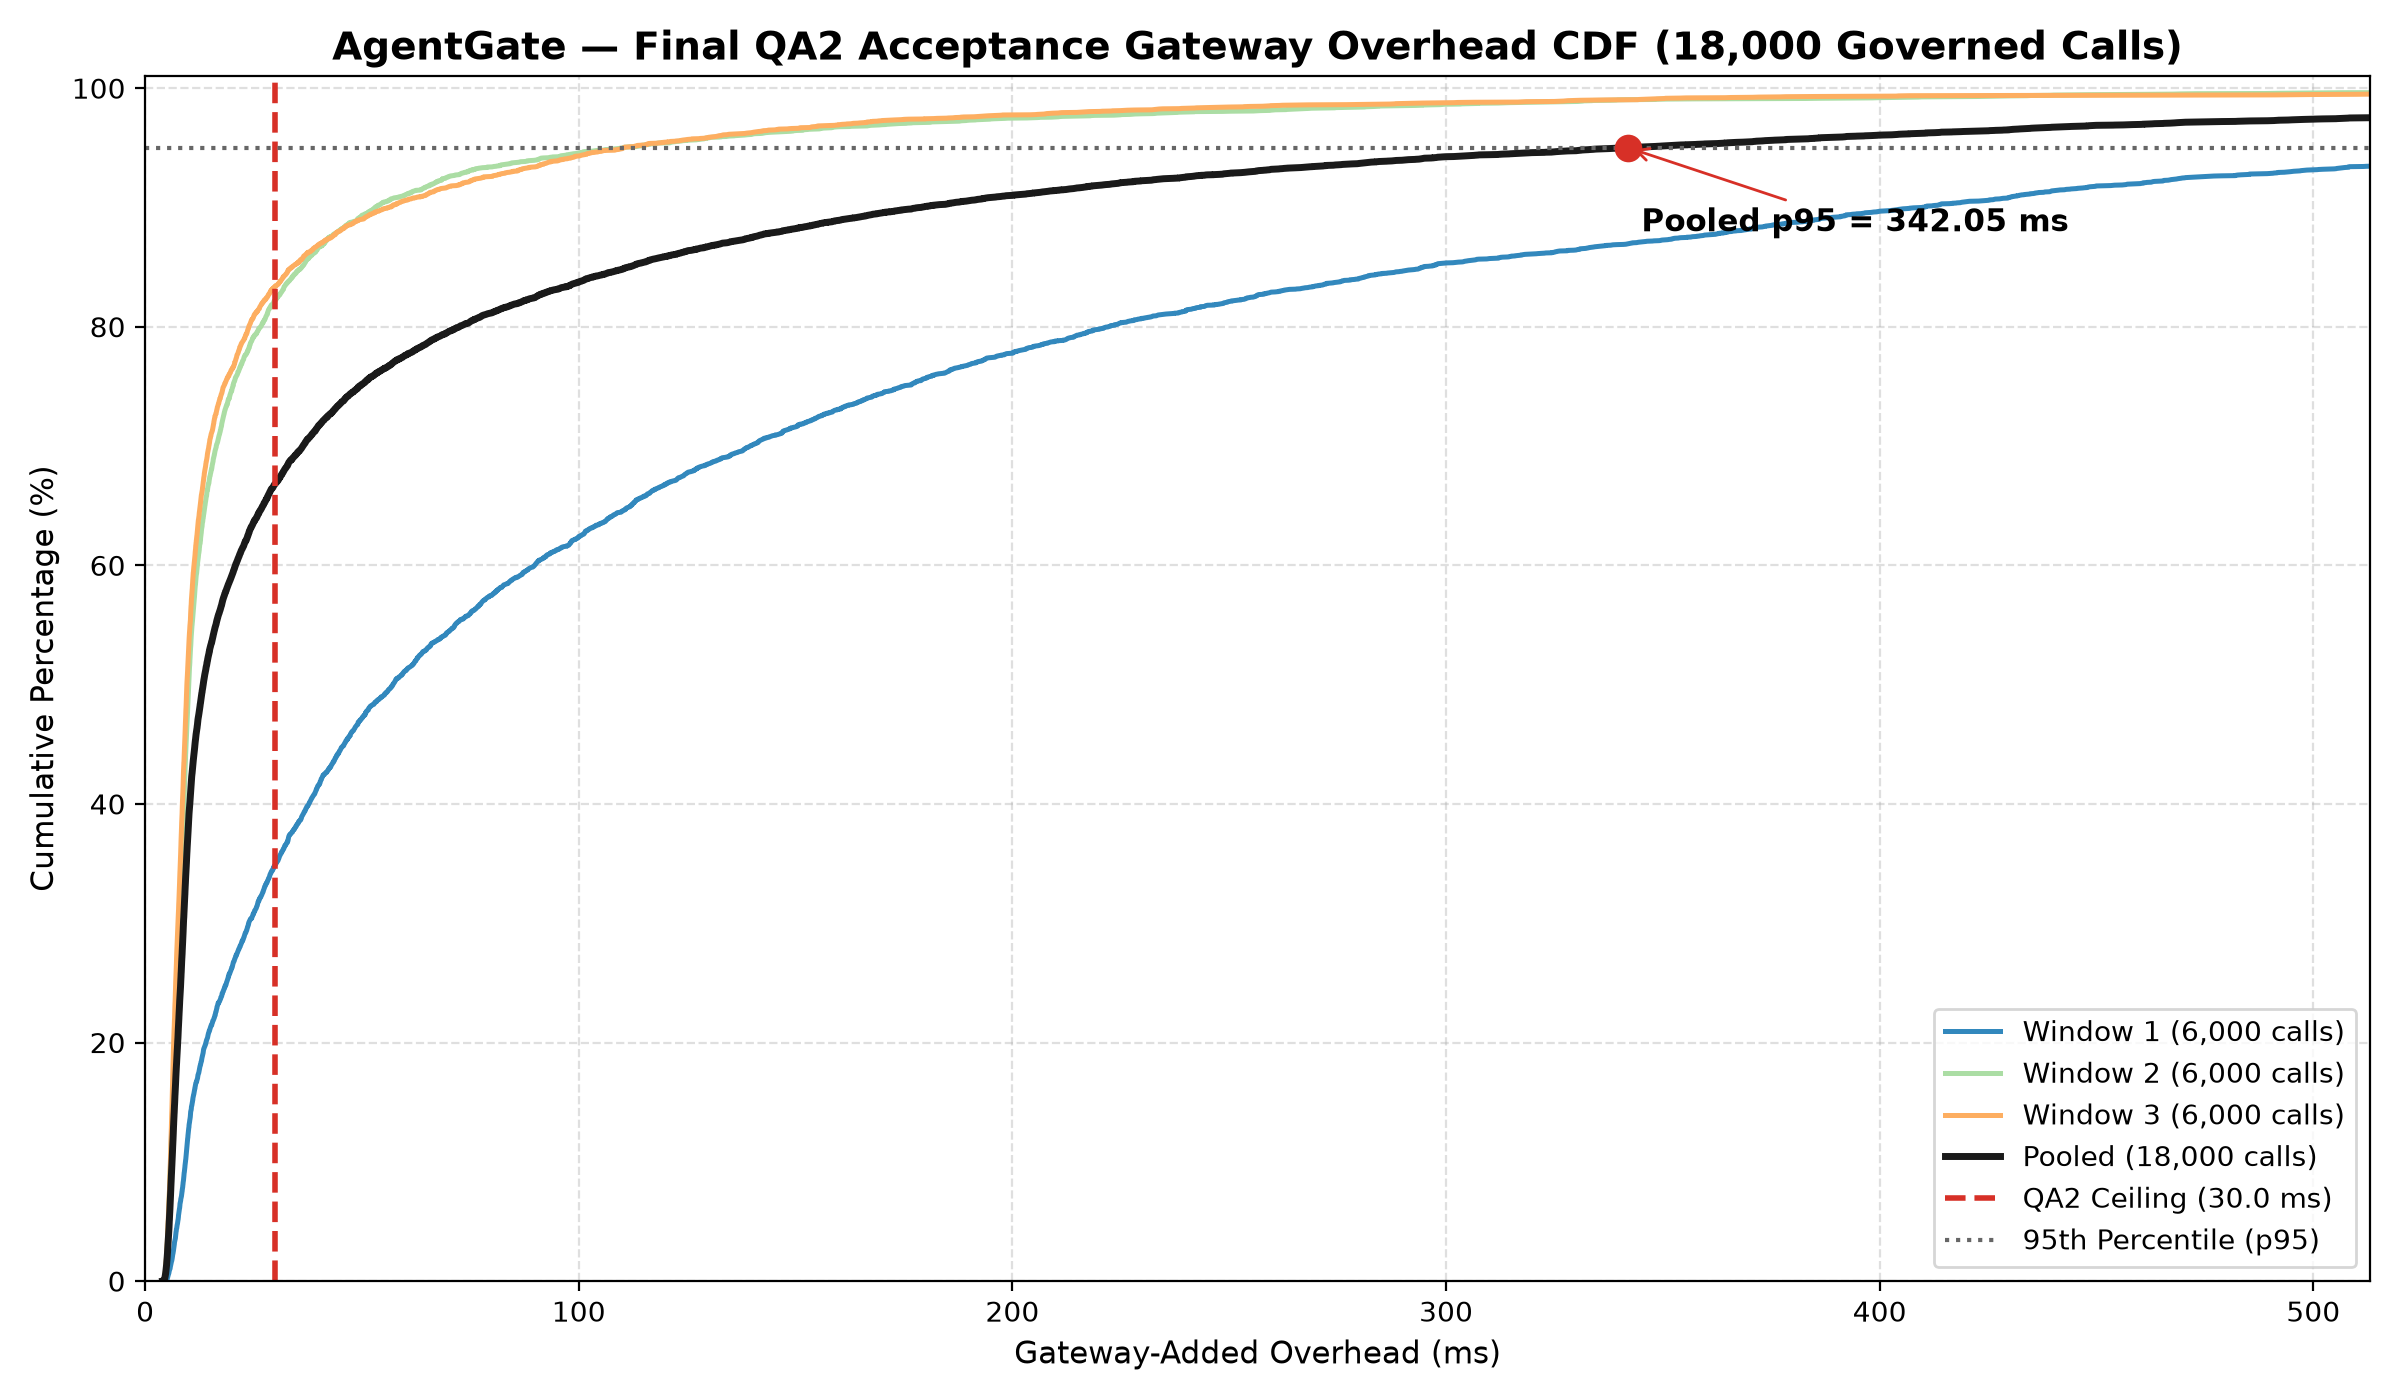 AgentGate — Final QA2 Acceptance Gateway Overhead CDF (18,000 Governed Calls)
Cumulative Percentage (%)
100
80
60
40
20
0
Pooled p95 = 342.05 ms
Window 1 (6,000 calls)
Window 2 (6,000 calls)
Window 3 (6,000 calls)
Pooled (18,000 calls)
QA2 Ceiling (30.0 ms)
95th Percentile (p95)
0 100 200 300 400 500
Gateway-Added Overhead (ms)